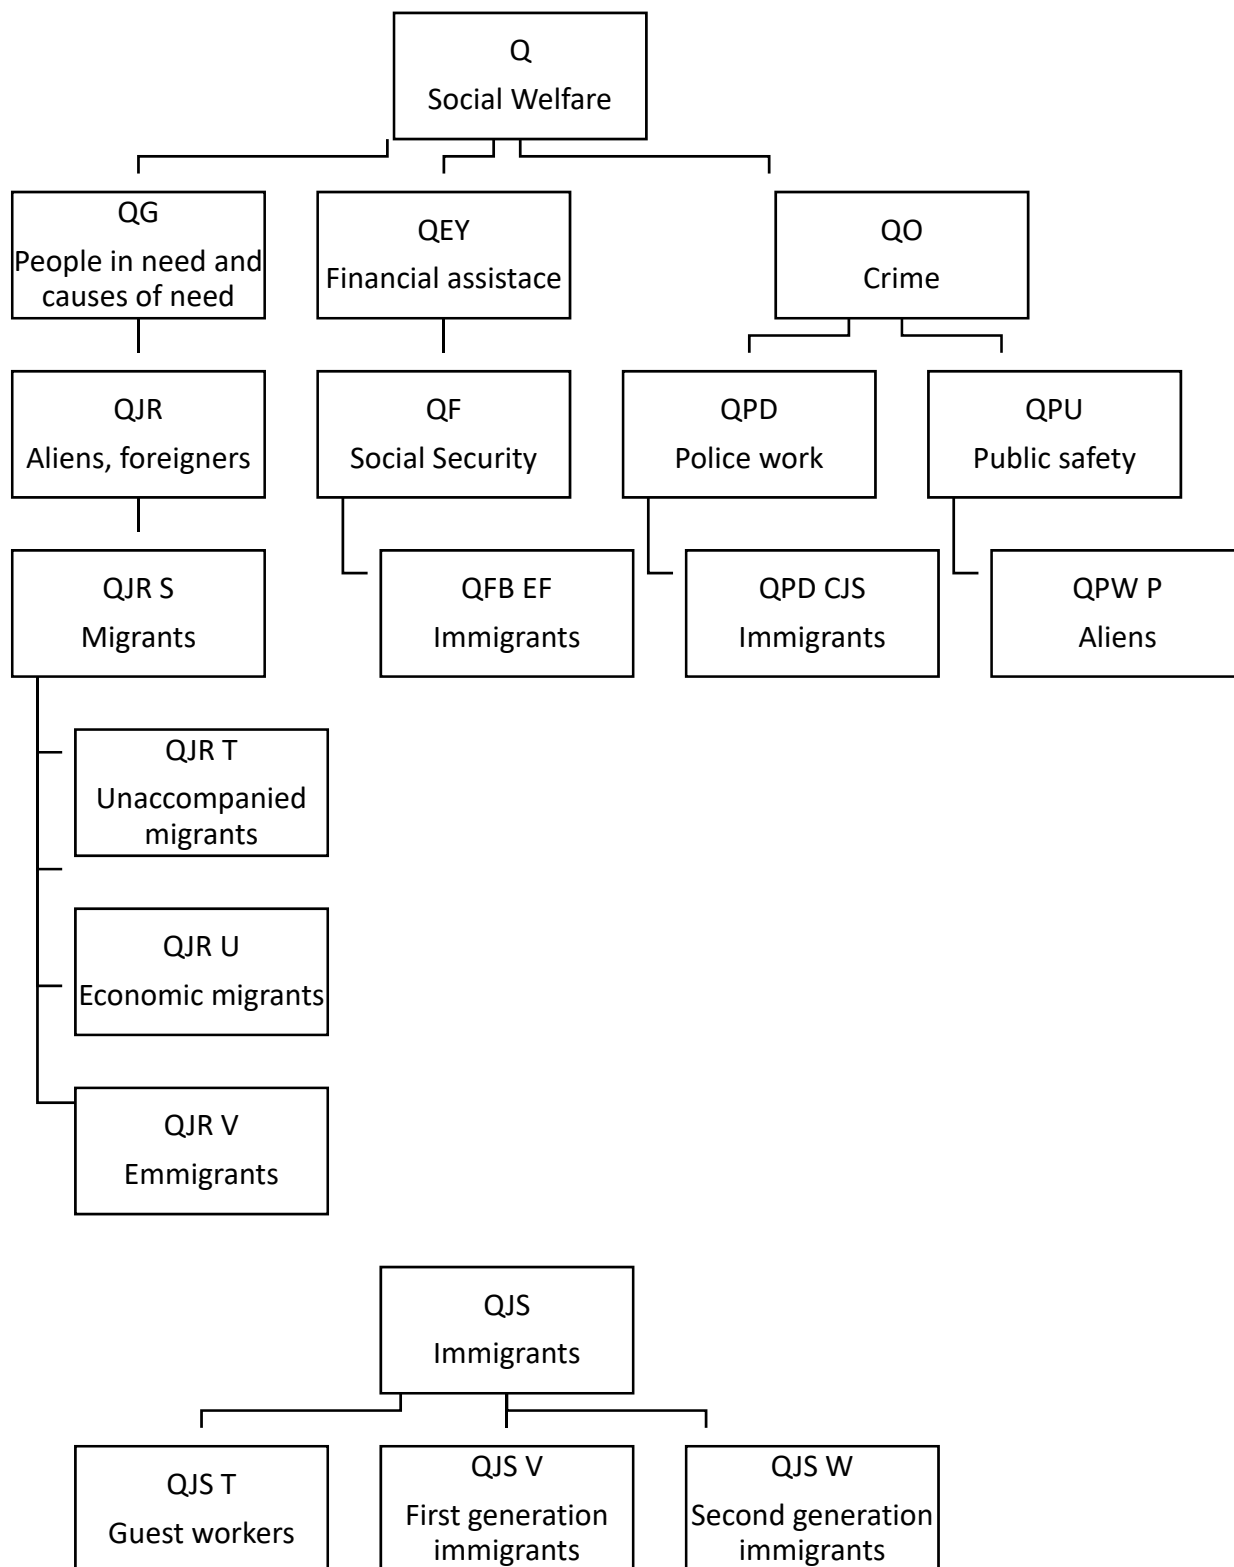 Q
Social Welfare
QG
People in need and
causes of need
QEY
Financial assistace
QO
Crime
QJR
Aliens, foreigners
QF
Social Security
QPD
Police work
QPU
Public safety
QJR S
Migrants
QFB EF
Immigrants
QPD CJS
Immigrants
QPW P
Aliens
QJR T
Unaccompanied
migrants
QJR U
Economic migrants
QJR V
Emmigrants
QJS
Immigrants
QJS T
Guest workers
QJS V
First generation
immigrants
QJS W
Second generation
immigrants